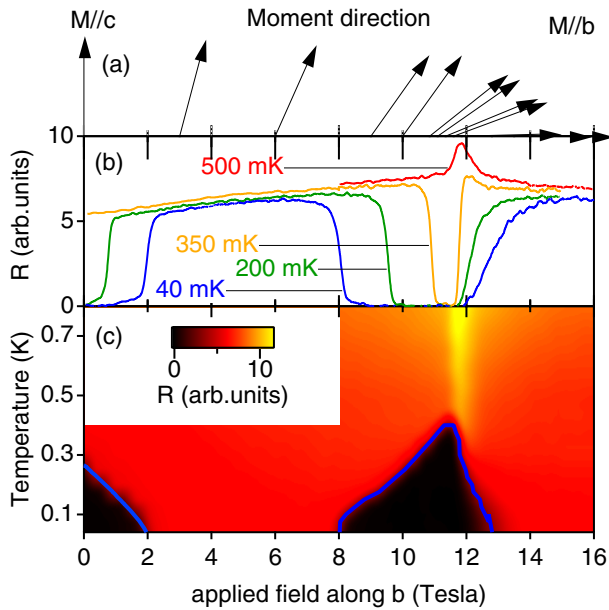 M//c
Moment direction
M//b
(a)
10
(b)
500 mK
5
350 mK
200 mK
40 mK
0
R (arb.units)
(c)
0 10
R (arb.units)
0.7
0.5
0.3
0.1
Temperature (K)
0 2 4 6 8 10 12 14 16
applied field along b (Tesla)